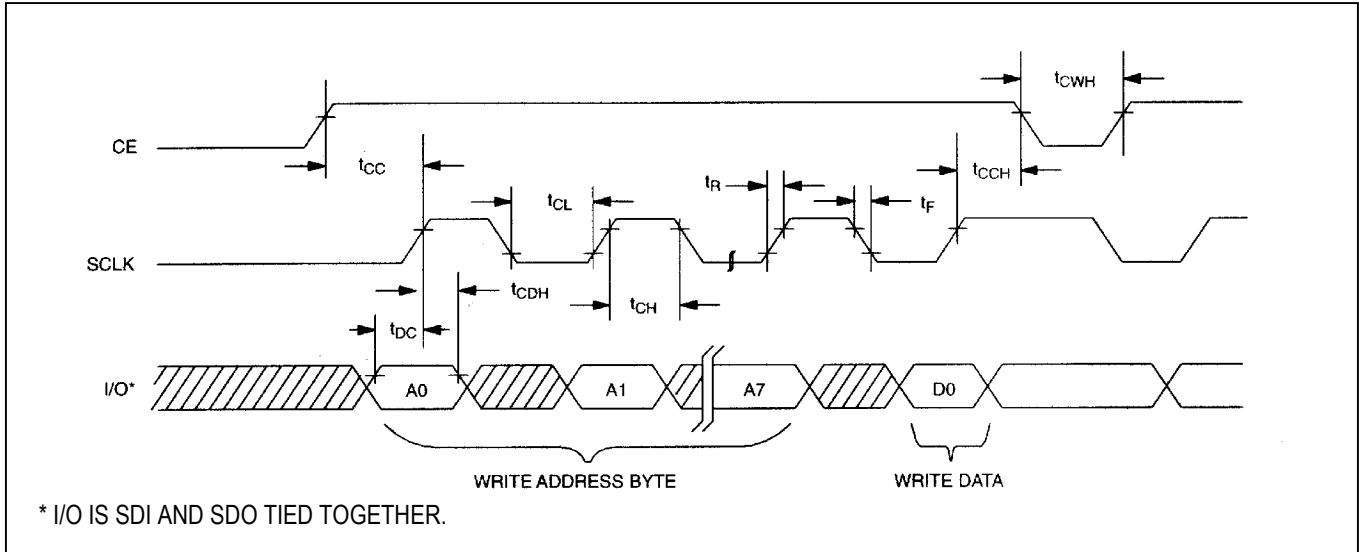 tCWH
CE
tCC
tCCH
tR
tCL
tF
SCLK
tCDH
tCH
tDC
I/O*
A0
A1
A7
D0
WRITE ADDRESS BYTE
WRITE DATA
* I/O IS SDI AND SDO TIED TOGETHER.